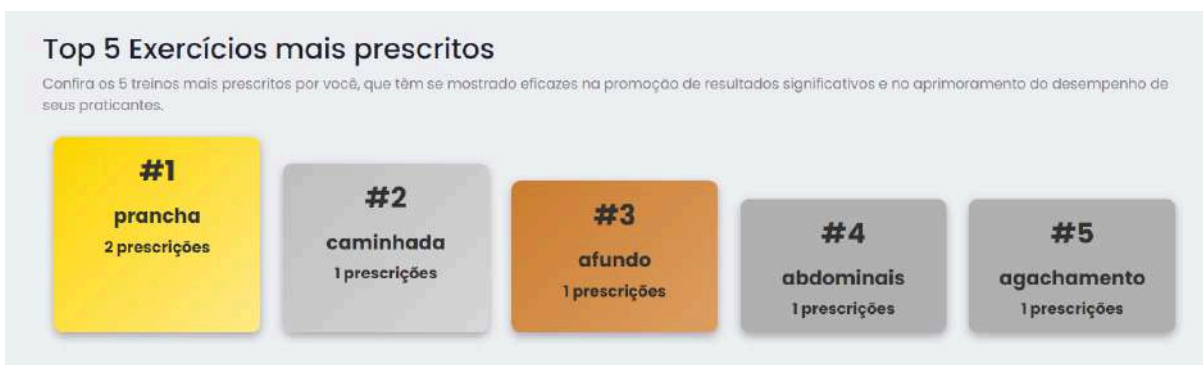 Top 5 Exercícios mais prescritos
Confira os 5 treinos mais prescritos por você, que têm se mostrado eficazes na promoção de resultados significativos e no aprimoramento do desempenho de
seus praticantes.
#1
prancha
2 prescrições
#2
caminhada
1 prescrições
#3
afundo
1 prescrições
#4
abdominais
1 prescrições
#5
agachamento
1 prescrições